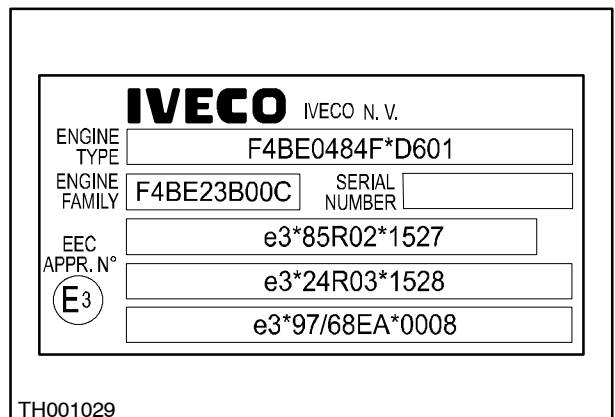 IVECO IVECO N. V.
ENGINE TYPE F4BE0484F*D601
ENGINE FAMILY F4BE23B00C SERIAL NUMBER
EEC APPR. N° e3*85R02*1527
E3 e3*24R03*1528
e3*97/68EA*0008
TH001029